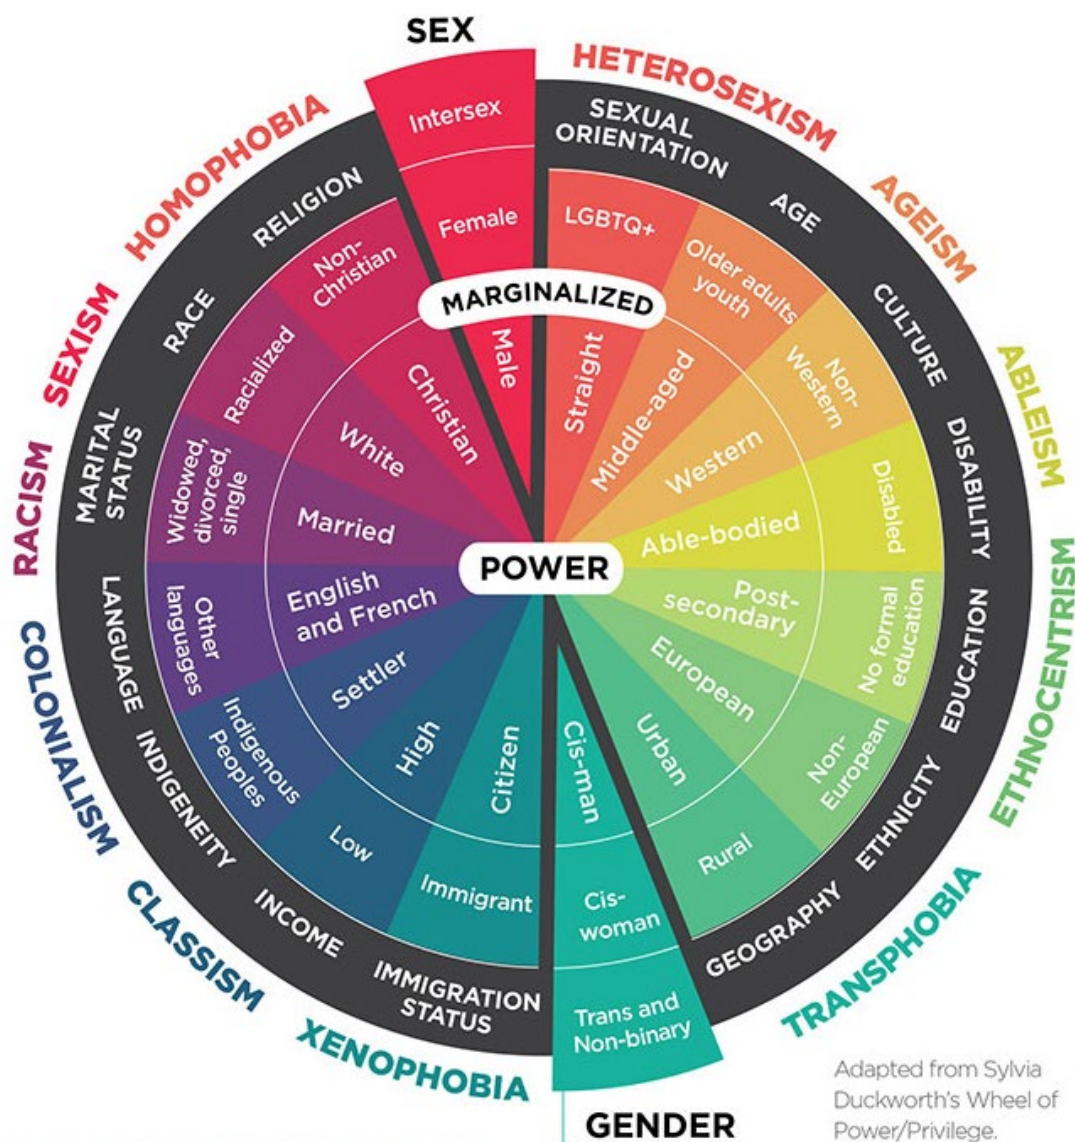 SEX
Intersex
Female
Male
HETEROSEXISM
AGEISM
ABLEISM
ETHNOCENTRISM
TRANSPHOBIA
XENOPHOBIA
CLASSISM
COLONIALISM
RACISM
SEXISM
HOMOPHOBIA
SEXUAL
ORIENTATION
LGBTQ+
Straight
AGE
Older adults
youth
Middle-aged
CULTURE
Non-
Western
Western
DISABILITY
Disabled
Able-bodied
EDUCATION
No formal
education
Post-
secondary
ETHNICITY
Non-
European
European
GEOGRAPHY
Rural
Urban
Cis-man
Cis-
woman
Trans and
Non-binary
GENDER
IMMIGRATION
STATUS
Immigrant
Citizen
INCOME
Low
High
INDIGENEITY
Indigenous
Peoples
Settler
LANGUAGE
Other
languages
English
and French
MARITAL
STATUS
Widowed,
divorced,
single
Married
RACE
Racialized
White
RELIGION
Non-
Christian
Christian
MARGINALIZED
POWER
Adapted from Sylvia
Duckworth's Wheel of
Power/Privilege.